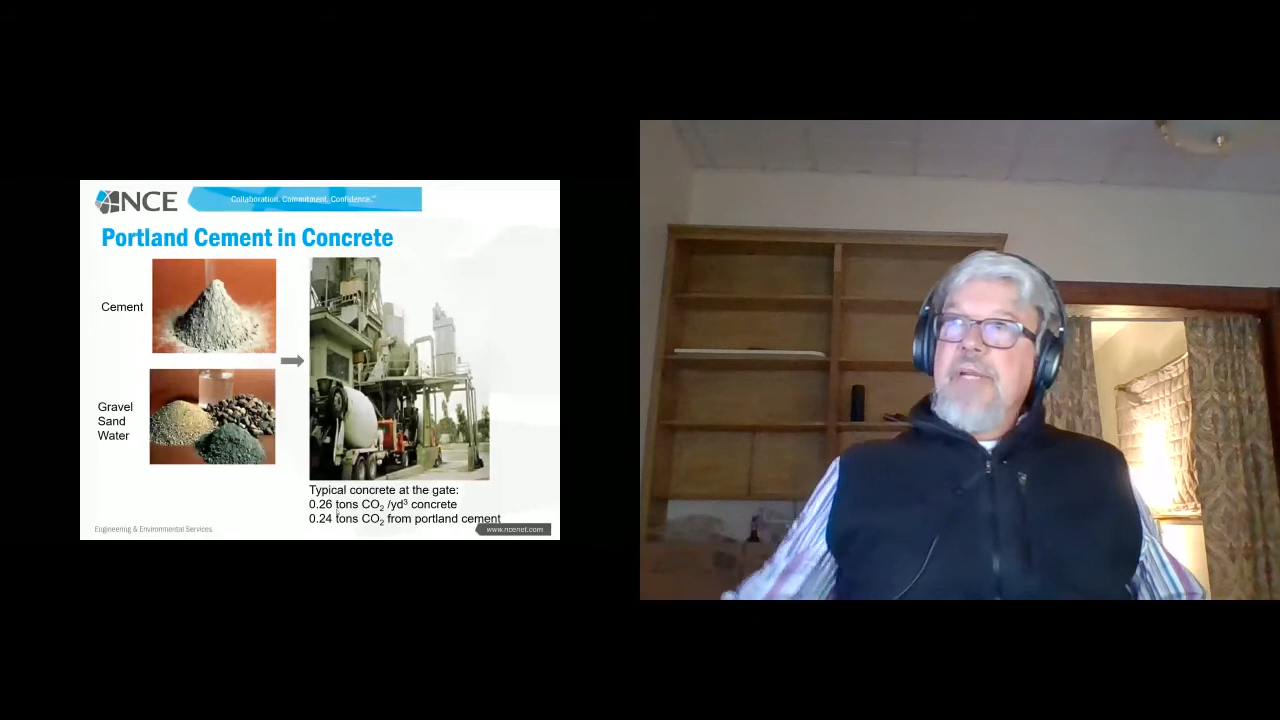 NCE
Collaboration. Commitment. Confidence.™
Portland Cement in Concrete
Cement
Gravel
Sand
Water
Typical concrete at the gate:
0.26 tons CO₂ /yd³ concrete
0.24 tons CO₂ from portland cement
Engineering & Environmental Services
www.ncenet.com